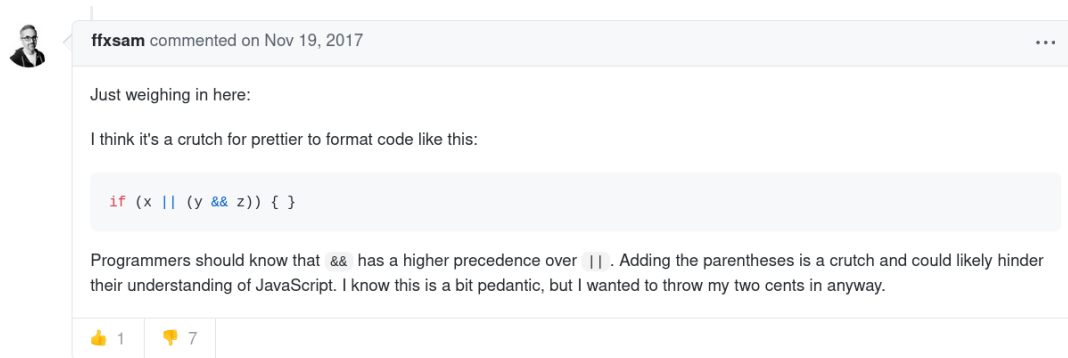 ffxsam commented on Nov 19, 2017
Just weighing in here:
I think it's a crutch for prettier to format code like this:
if (x || (y && z)) { }
Programmers should know that && has a higher precedence over ||. Adding the parentheses is a crutch and could likely hinder
their understanding of JavaScript. I know this is a bit pedantic, but I wanted to throw my two cents in anyway.
👍 1 👎 7